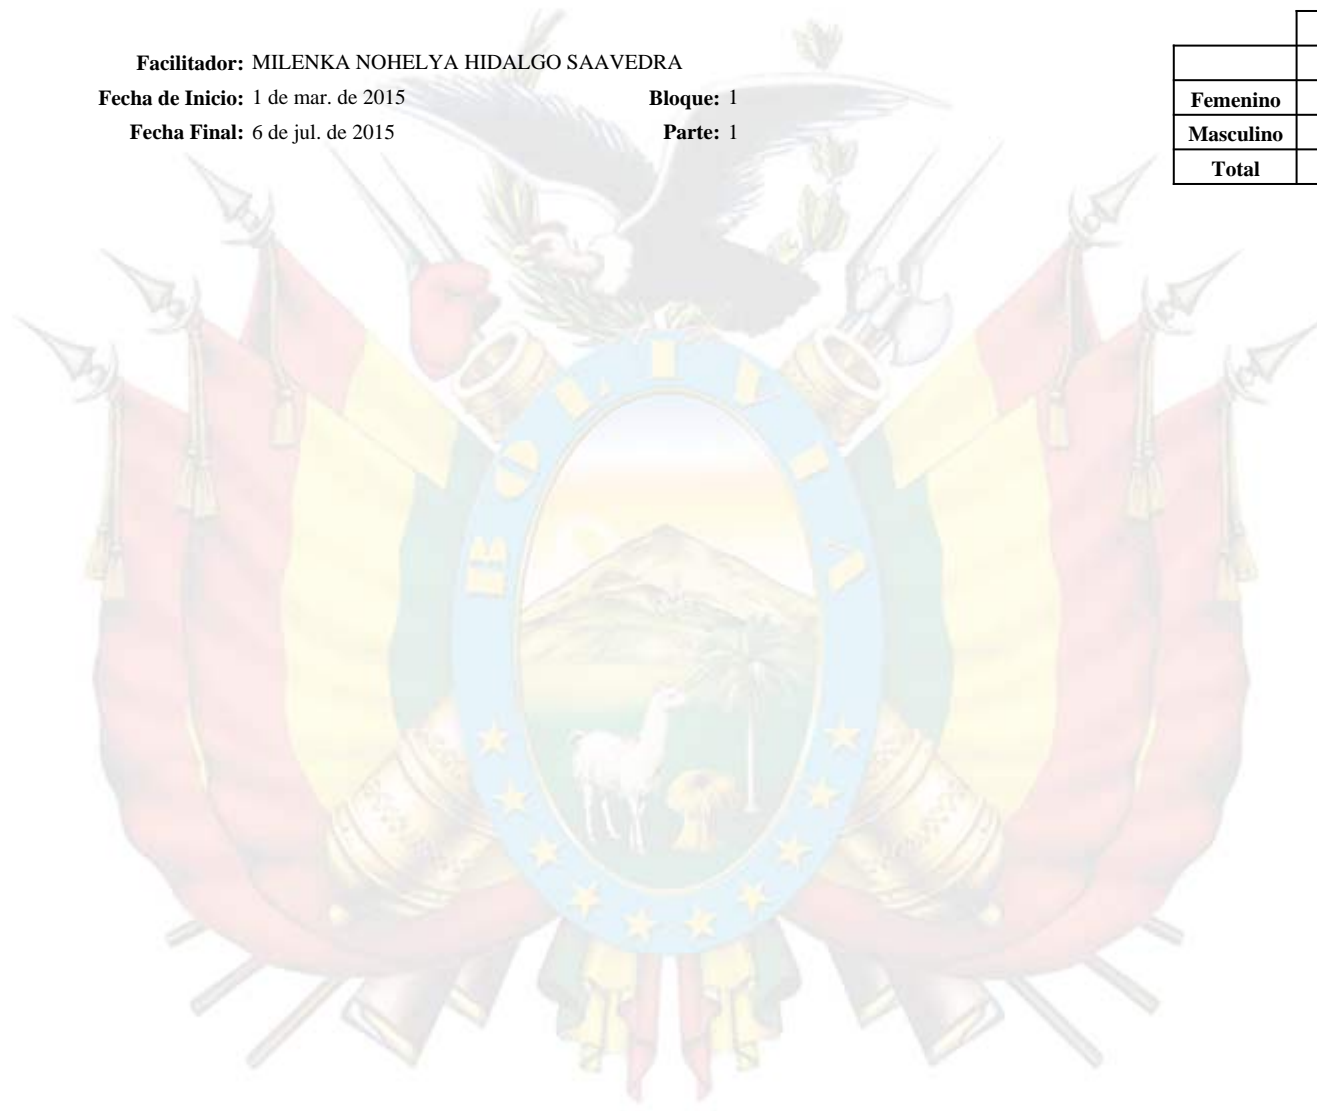 Facilitador: MILENKA NOHELYA HIDALGO SAAVEDRA
Fecha de Inicio: 1 de mar. de 2015 Bloque: 1
Fecha Final: 6 de jul. de 2015 Parte: 1
Femenino
Masculino
Total
BOLIVIA